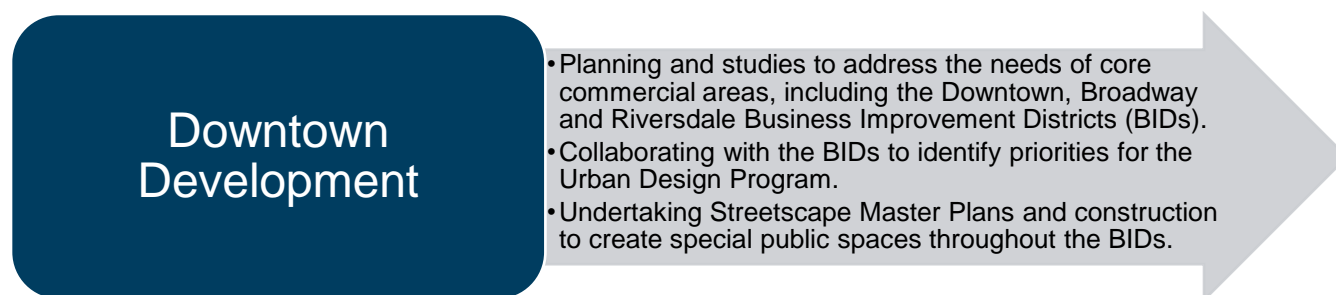 Downtown
Development
•Planning and studies to address the needs of core
commercial areas, including the Downtown, Broadway
and Riversdale Business Improvement Districts (BIDs).
•Collaborating with the BIDs to identify priorities for the
Urban Design Program.
•Undertaking Streetscape Master Plans and construction
to create special public spaces throughout the BIDs.